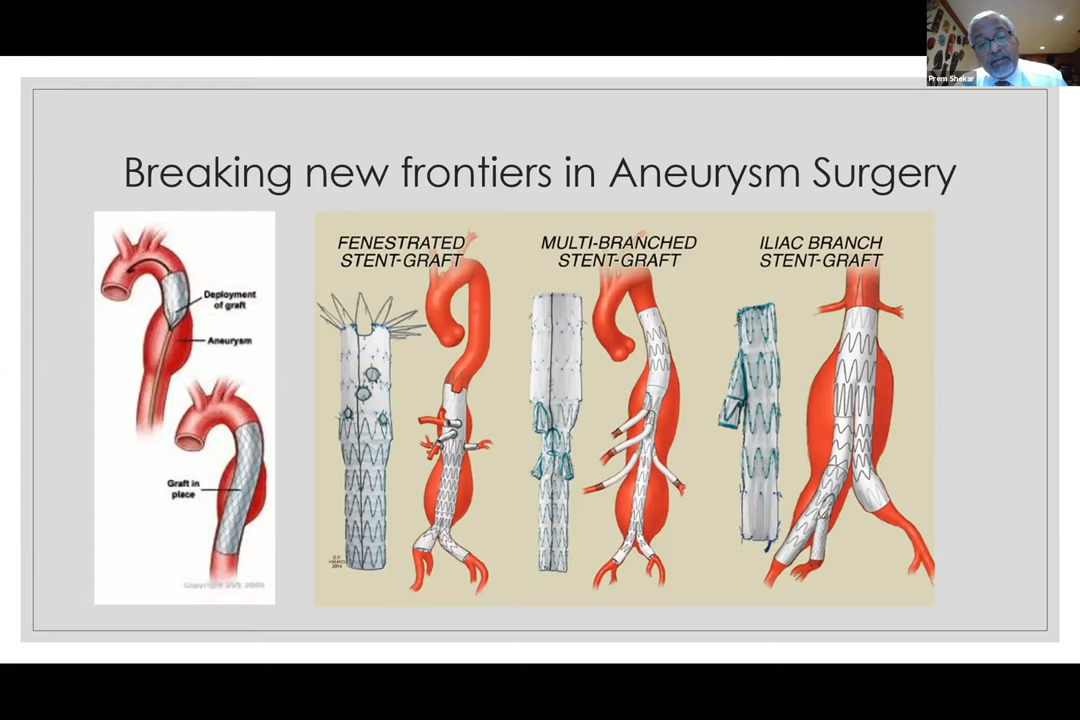 Prem Shekar
Breaking new frontiers in Aneurysm Surgery
Deployment
of graft
Aneurysm
Graft in
place
FENESTRATED
STENT-GRAFT
MULTI-BRANCHED
STENT-GRAFT
ILIAC BRANCH
STENT-GRAFT
2014